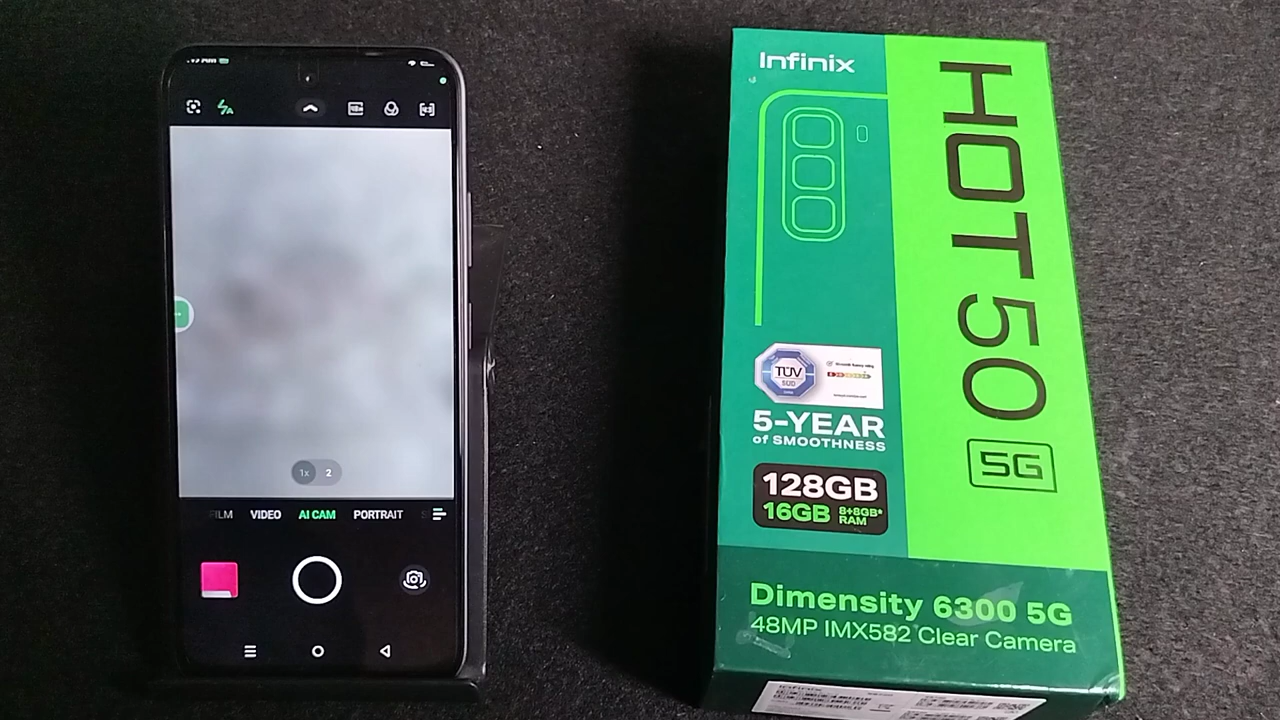 1x 2
FILM VIDEO AI CAM PORTRAIT
Infinix
HOT 50
5G
TÜV
SÜD
5-YEAR
of SMOOTHNESS
128GB
16GB 8+8GB*
RAM
Dimensity 6300 5G
48MP IMX582 Clear Camera
Infinix